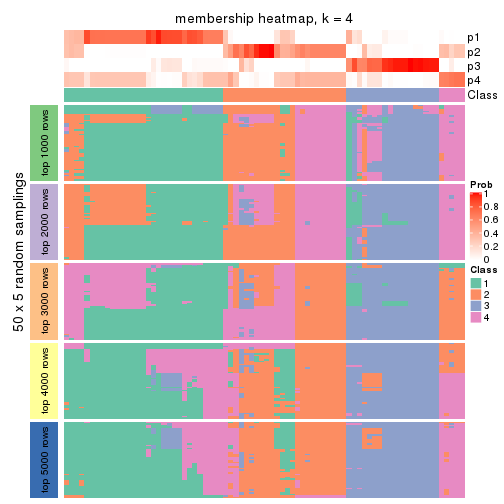 membership heatmap, k = 4
p1
p2
p3
p4
Class
50 x 5 random samplings
top 1000 rows
top 2000 rows
top 3000 rows
top 4000 rows
top 5000 rows
Prob
1
0.8
0.6
0.4
0.2
0
Class
1
2
3
4